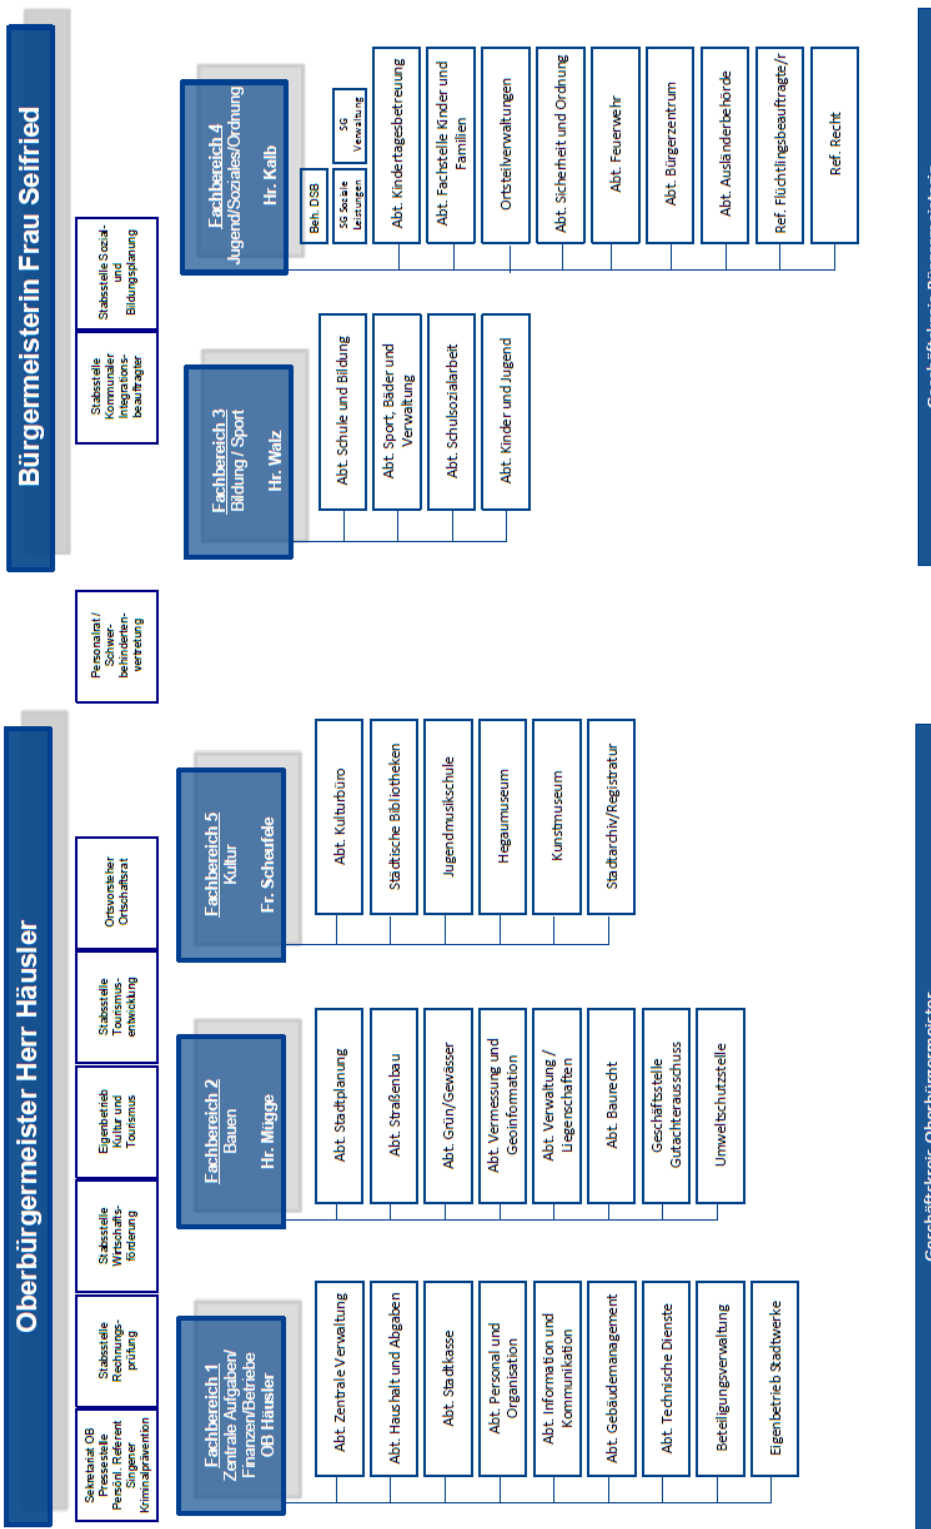 Oberbürgermeister Herr Häusler
Bürgermeisterin Frau Seifried
Sekretariat OB
Pressestelle
Persönl. Referent
Singener
Kriminalprävention
Stabsstelle
Rechnungs-
prüfung
Stabsstelle
Wirtschafts-
förderung
Eigenbetrieb
Kultur und
Tourismus
Stabsstelle
Tourismus-
entwicklung
Ortsvorsteher
Ortschaftsrat
Personalrat/
Schwer-
behinderten-
vertretung
Stabsstelle
Kommunaler
Integrations-
beauftragter
Stabsstelle Sozial-
und
Bildungsplanung
Fachbereich 1
Zentrale Aufgaben/
Finanzen/Betriebe
OB Häusler
Abt. Zentrale Verwaltung
Abt. Haushalt und Abgaben
Abt. Stadtkasse
Abt. Personal und
Organisation
Abt. Information und
Kommunikation
Abt. Gebäudemanagement
Abt. Technische Dienste
Beteiligungsverwaltung
Eigenbetrieb Stadtwerke
Fachbereich 2
Bauen
Hr. Mügge
Abt. Stadtplanung
Abt. Straßenbau
Abt. Grün/Gewässer
Abt. Vermessung und
Geoinformation
Abt. Verwaltung /
Liegenschaften
Abt. Baurecht
Geschäftsstelle
Gutachterausschuss
Umweltschutzstelle
Fachbereich 5
Kultur
Fr. Scheufele
Abt. Kulturbüro
Städtische Bibliotheken
Jugendmusikschule
Hegaumuseum
Kunstmuseum
Stadtarchiv/Registratur
Fachbereich 3
Bildung / Sport
Hr. Walz
Abt. Schule und Bildung
Abt. Sport, Bäder und
Verwaltung
Abt. Schulsozialarbeit
Abt. Kinder und Jugend
Fachbereich 4
Jugend/Soziales/Ordnung
Hr. Kalb
Beh. DSB
SG Soziale
Leistungen
SG
Verwaltung
Abt. Kindertagesbetreuung
Abt. Fachstelle Kinder und
Familien
Ortsteilverwaltungen
Abt. Sicherheit und Ordnung
Abt. Feuerwehr
Abt. Bürgerzentrum
Abt. Ausländerbehörde
Ref. Flüchtlingsbeauftragte/r
Ref. Recht
Geschäftskreis Oberbürgermeister
Geschäftskreis Bürgermeisterin